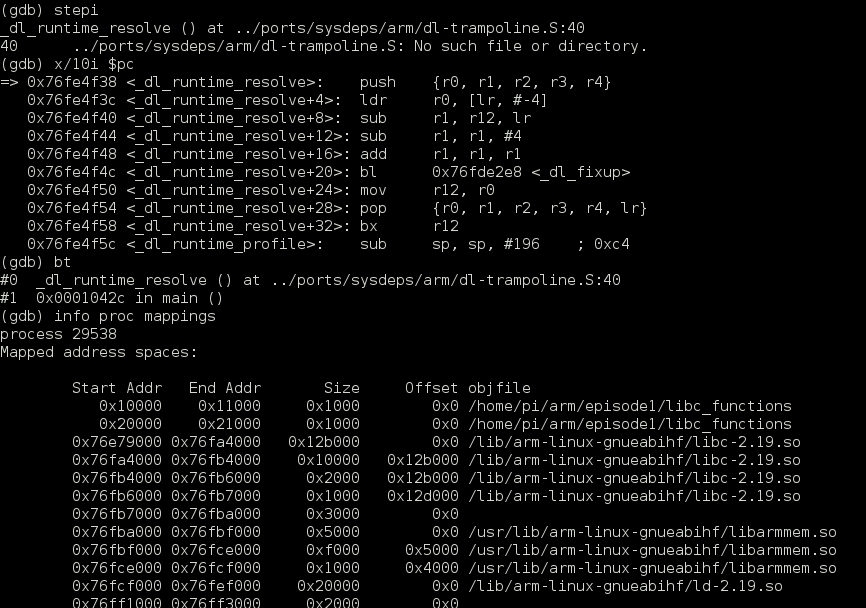 (gdb) stepi
_dl_runtime_resolve () at ../ports/sysdeps/arm/dl-trampoline.S:40
40      ../ports/sysdeps/arm/dl-trampoline.S: No such file or directory.
(gdb) x/10i $pc
=> 0x76fe4f38 <_dl_runtime_resolve>:    push    {r0, r1, r2, r3, r4}
   0x76fe4f3c <_dl_runtime_resolve+4>:  ldr     r0, [lr, #-4]
   0x76fe4f40 <_dl_runtime_resolve+8>:  sub     r1, r12, lr
   0x76fe4f44 <_dl_runtime_resolve+12>: sub     r1, r1, #4
   0x76fe4f48 <_dl_runtime_resolve+16>: add     r1, r1, r1
   0x76fe4f4c <_dl_runtime_resolve+20>: bl      0x76fde2e8 <_dl_fixup>
   0x76fe4f50 <_dl_runtime_resolve+24>: mov     r12, r0
   0x76fe4f54 <_dl_runtime_resolve+28>: pop     {r0, r1, r2, r3, r4, lr}
   0x76fe4f58 <_dl_runtime_resolve+32>: bx      r12
   0x76fe4f5c <_dl_runtime_profile>:    sub     sp, sp, #196    ; 0xc4
(gdb) bt
#0  _dl_runtime_resolve () at ../ports/sysdeps/arm/dl-trampoline.S:40
#1  0x0001042c in main ()
(gdb) info proc mappings
process 29538
Mapped address spaces:

        Start Addr   End Addr       Size     Offset objfile
           0x10000    0x11000     0x1000        0x0 /home/pi/arm/episode1/libc_functions
           0x20000    0x21000     0x1000        0x0 /home/pi/arm/episode1/libc_functions
        0x76e79000 0x76fa4000   0x12b000        0x0 /lib/arm-linux-gnueabihf/libc-2.19.so
        0x76fa4000 0x76fb4000    0x10000   0x12b000 /lib/arm-linux-gnueabihf/libc-2.19.so
        0x76fb4000 0x76fb6000     0x2000   0x12b000 /lib/arm-linux-gnueabihf/libc-2.19.so
        0x76fb6000 0x76fb7000     0x1000   0x12d000 /lib/arm-linux-gnueabihf/libc-2.19.so
        0x76fb7000 0x76fba000     0x3000        0x0
        0x76fba000 0x76fbf000     0x5000        0x0 /usr/lib/arm-linux-gnueabihf/libarmmem.so
        0x76fbf000 0x76fce000     0xf000     0x5000 /usr/lib/arm-linux-gnueabihf/libarmmem.so
        0x76fce000 0x76fcf000     0x1000     0x4000 /usr/lib/arm-linux-gnueabihf/libarmmem.so
        0x76fcf000 0x76fef000    0x20000        0x0 /lib/arm-linux-gnueabihf/ld-2.19.so
        0x76ff1000 0x76ff3000     0x2000        0x0